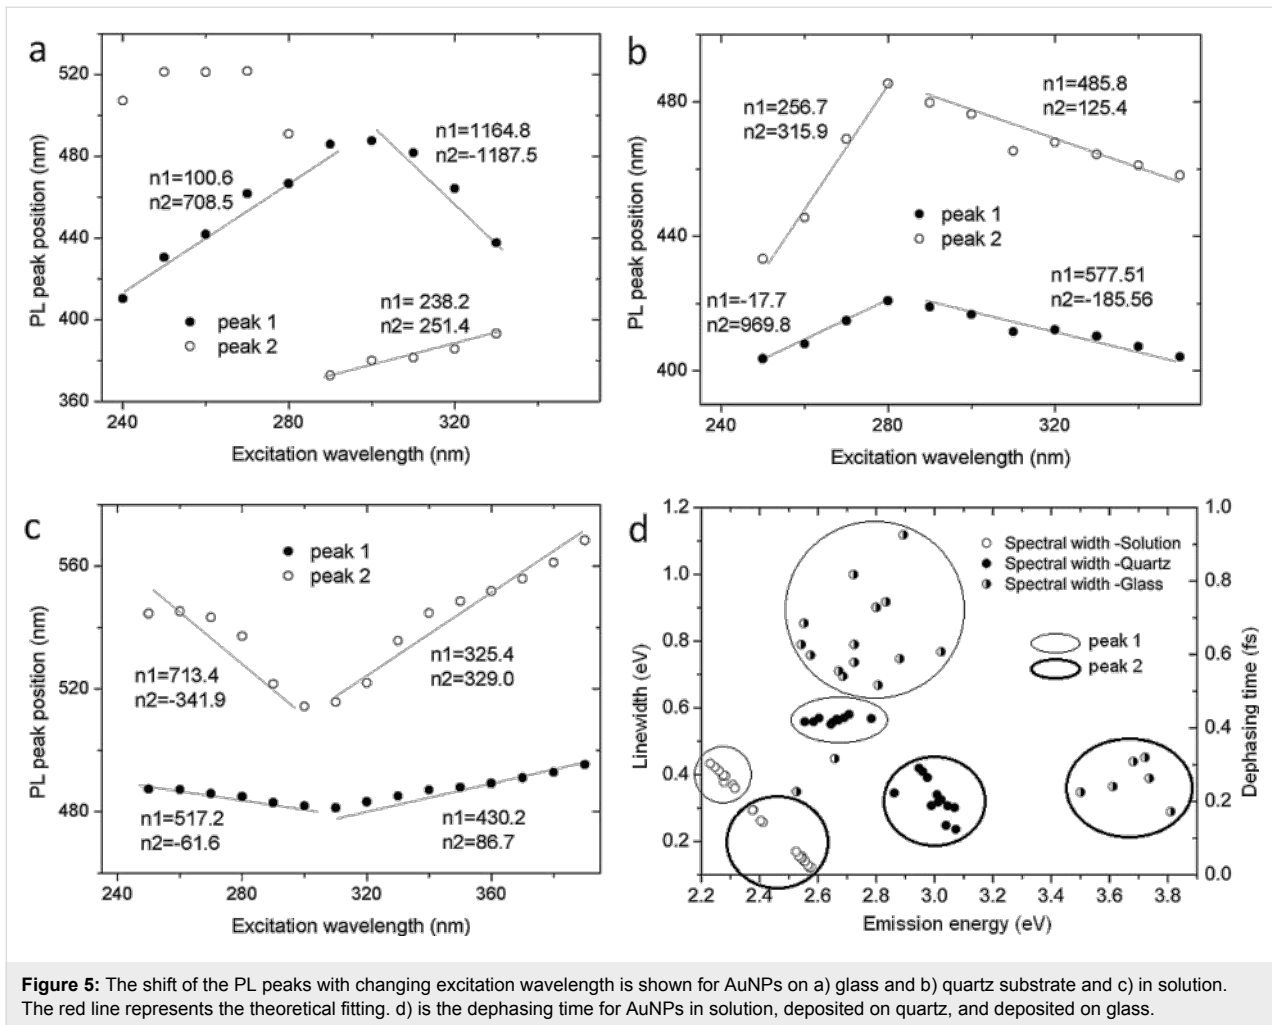 a
520
480
440
400
360
PL peak position (nm)
n1=100.6
n2=708.5
n1=1164.8
n2=-1187.5
n1= 238.2
n2= 251.4
peak 1
peak 2
240
280
320
Excitation wavelength (nm)
b
480
440
400
PL peak position (nm)
n1=256.7
n2=315.9
n1=485.8
n2=125.4
peak 1
peak 2
n1=-17.7
n2=969.8
n1=577.51
n2=-185.56
240
280
320
Excitation wavelength (nm)
c
560
520
480
PL peak position (nm)
peak 1
peak 2
n1=713.4
n2=-341.9
n1=325.4
n2=329.0
n1=517.2
n2=-61.6
n1=430.2
n2=86.7
240
280
320
360
Excitation wavelength (nm)
d
1.2
1.0
0.8
0.6
0.4
0.2
Linewidth (eV)
Spectral width -Solution
Spectral width -Quartz
Spectral width -Glass
peak 1
peak 2
1.0
0.8
0.6
0.4
0.2
0.0
Dephasing time (fs)
2.2 2.4 2.6 2.8 3.0 3.2 3.4 3.6 3.8
Emission energy (eV)
Figure 5: The shift of the PL peaks with changing excitation wavelength is shown for AuNPs on a) glass and b) quartz substrate and c) in solution.
The red line represents the theoretical fitting. d) is the dephasing time for AuNPs in solution, deposited on quartz, and deposited on glass.